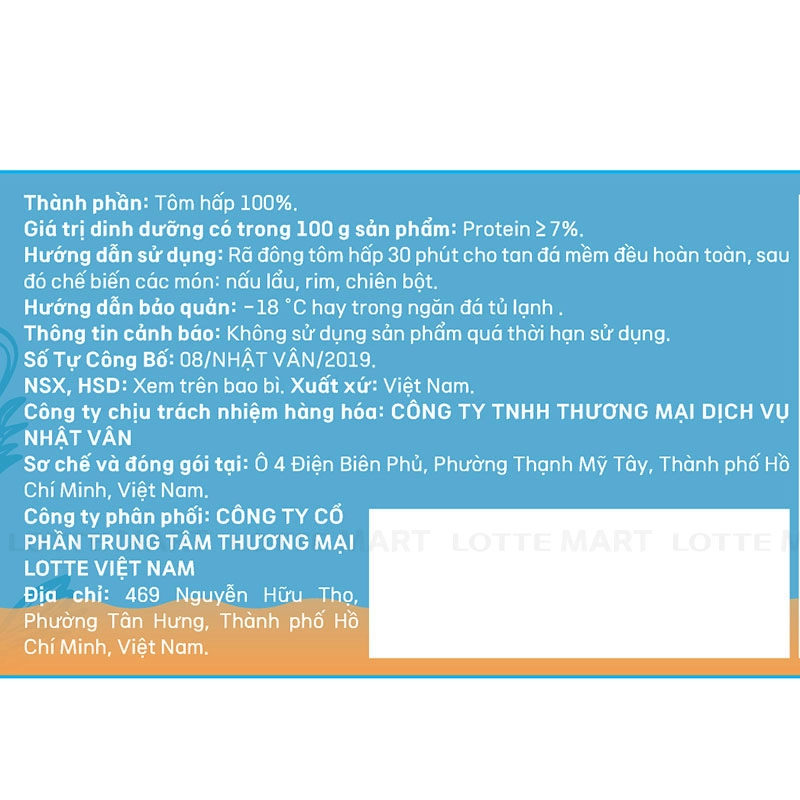 Thành phần: Tôm hấp 100%.
Giá trị dinh dưỡng có trong 100 g sản phẩm: Protein ≥ 7%.
Hướng dẫn sử dụng: Rã đông tôm hấp 30 phút cho tan đá mềm đều hoàn toàn, sau
đó chế biến các món: nấu lẩu, rim, chiên bột.
Hướng dẫn bảo quản: -18 °C hay trong ngăn đá tủ lạnh .
Thông tin cảnh báo: Không sử dụng sản phẩm quá thời hạn sử dụng.
Số Tự Công Bố: 08/NHẬT VÂN/2019.
NSX, HSD: Xem trên bao bì. Xuất xứ: Việt Nam.
Công ty chịu trách nhiệm hàng hóa: CÔNG TY TNHH THƯƠNG MẠI DỊCH VỤ
NHẬT VÂN
Sơ chế và đóng gói tại: Ô 4 Điện Biên Phủ, Phường Thạnh Mỹ Tây, Thành phố Hồ
Chí Minh, Việt Nam.
Công ty phân phối: CÔNG TY CỔ
PHẦN TRUNG TÂM THƯƠNG MẠI
LOTTE VIỆT NAM
Địa chỉ: 469 Nguyễn Hữu Thọ,
Phường Tân Hưng, Thành phố Hồ
Chí Minh, Việt Nam.
LOTTE MART LOTTE MART LOTTE MART LOTTE